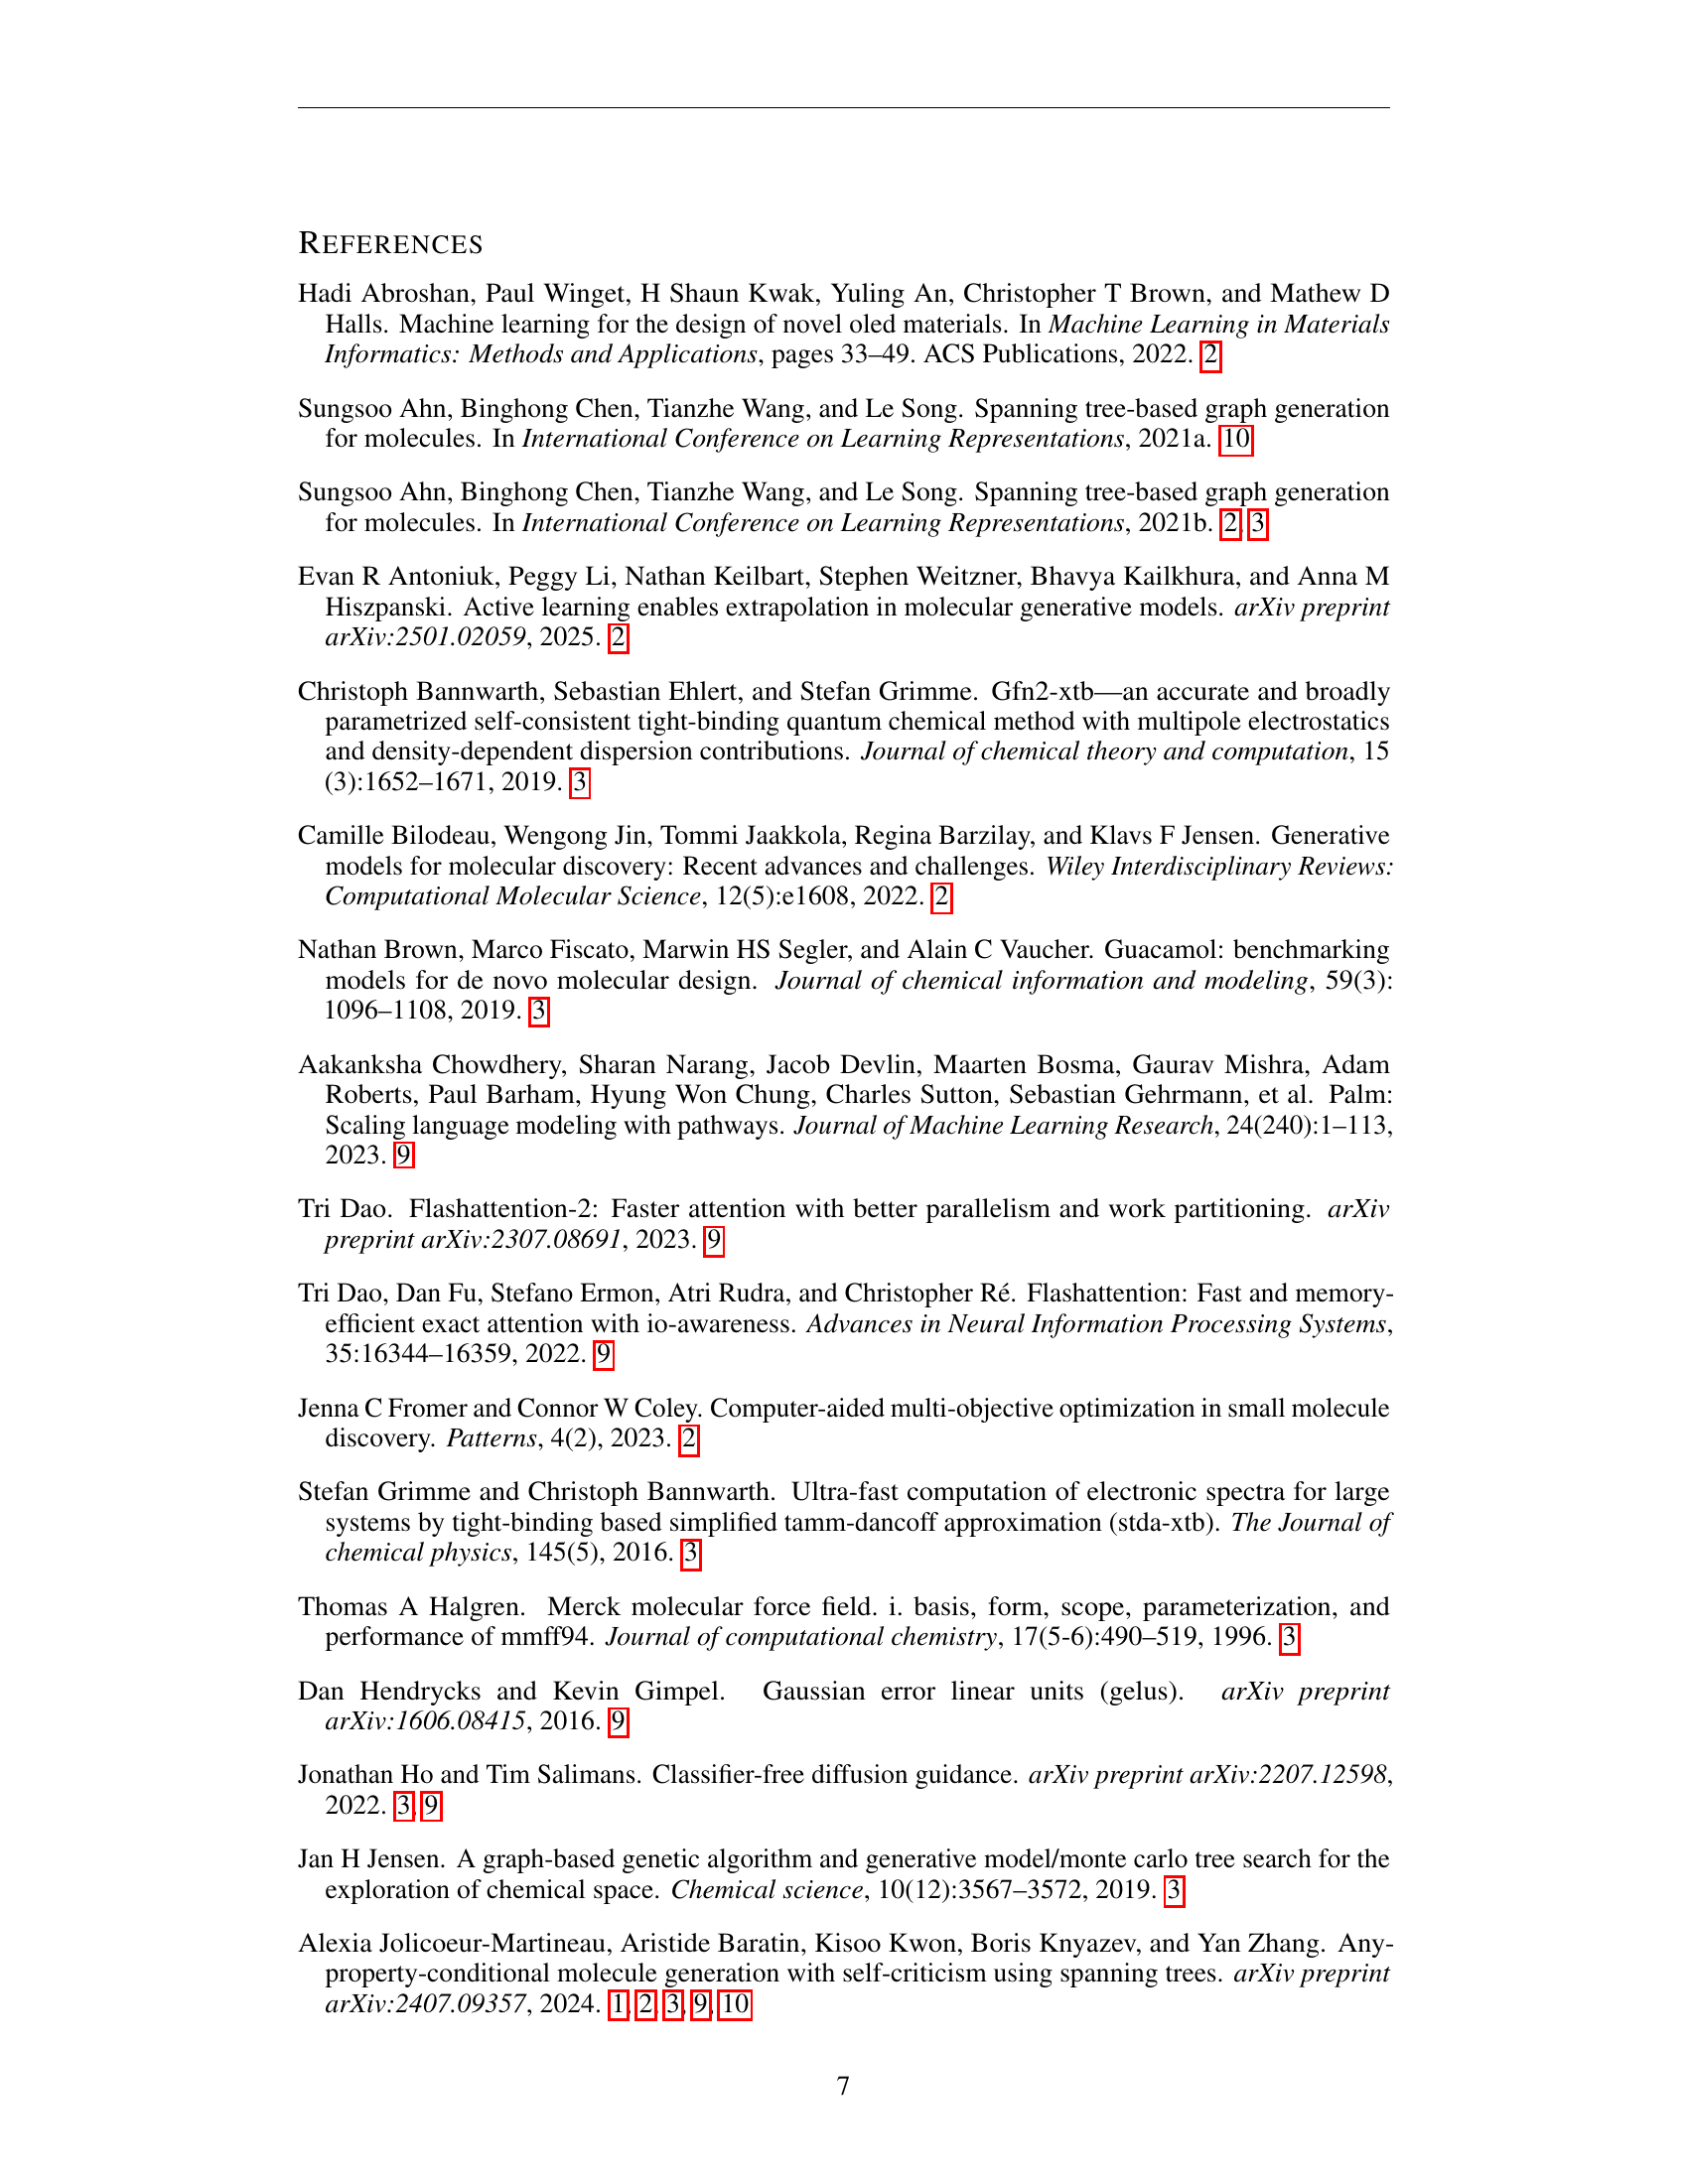 REFERENCES
Hadi Abroshan, Paul Winget, H Shaun Kwak, Yuling An, Christopher T Brown, and Mathew D
Halls. Machine learning for the design of novel oled materials. In Machine Learning in Materials
Informatics: Methods and Applications, pages 33–49. ACS Publications, 2022. 2
Sungsoo Ahn, Binghong Chen, Tianzhe Wang, and Le Song. Spanning tree-based graph generation
for molecules. In International Conference on Learning Representations, 2021a. 10
Sungsoo Ahn, Binghong Chen, Tianzhe Wang, and Le Song. Spanning tree-based graph generation
for molecules. In International Conference on Learning Representations, 2021b. 2, 3
Evan R Antoniuk, Peggy Li, Nathan Keilbart, Stephen Weitzner, Bhavya Kailkhura, and Anna M
Hiszpanski. Active learning enables extrapolation in molecular generative models. arXiv preprint
arXiv:2501.02059, 2025. 2
Christoph Bannwarth, Sebastian Ehlert, and Stefan Grimme. Gfn2-xtb—an accurate and broadly
parametrized self-consistent tight-binding quantum chemical method with multipole electrostatics
and density-dependent dispersion contributions. Journal of chemical theory and computation, 15
(3):1652–1671, 2019. 3
Camille Bilodeau, Wengong Jin, Tommi Jaakkola, Regina Barzilay, and Klavs F Jensen. Generative
models for molecular discovery: Recent advances and challenges. Wiley Interdisciplinary Reviews:
Computational Molecular Science, 12(5):e1608, 2022. 2
Nathan Brown, Marco Fiscato, Marwin HS Segler, and Alain C Vaucher. Guacamol: benchmarking
models for de novo molecular design. Journal of chemical information and modeling, 59(3):
1096–1108, 2019. 3
Aakanksha Chowdhery, Sharan Narang, Jacob Devlin, Maarten Bosma, Gaurav Mishra, Adam
Roberts, Paul Barham, Hyung Won Chung, Charles Sutton, Sebastian Gehrmann, et al. Palm:
Scaling language modeling with pathways. Journal of Machine Learning Research, 24(240):1–113,
2023. 9
Tri Dao. Flashattention-2: Faster attention with better parallelism and work partitioning. arXiv
preprint arXiv:2307.08691, 2023. 9
Tri Dao, Dan Fu, Stefano Ermon, Atri Rudra, and Christopher Ré. Flashattention: Fast and memory-
efficient exact attention with io-awareness. Advances in Neural Information Processing Systems,
35:16344–16359, 2022. 9
Jenna C Fromer and Connor W Coley. Computer-aided multi-objective optimization in small molecule
discovery. Patterns, 4(2), 2023. 2
Stefan Grimme and Christoph Bannwarth. Ultra-fast computation of electronic spectra for large
systems by tight-binding based simplified tamm-dancoff approximation (stda-xtb). The Journal of
chemical physics, 145(5), 2016. 3
Thomas A Halgren. Merck molecular force field. i. basis, form, scope, parameterization, and
performance of mmff94. Journal of computational chemistry, 17(5-6):490–519, 1996. 3
Dan Hendrycks and Kevin Gimpel. Gaussian error linear units (gelus). arXiv preprint
arXiv:1606.08415, 2016. 9
Jonathan Ho and Tim Salimans. Classifier-free diffusion guidance. arXiv preprint arXiv:2207.12598,
2022. 3, 9
Jan H Jensen. A graph-based genetic algorithm and generative model/monte carlo tree search for the
exploration of chemical space. Chemical science, 10(12):3567–3572, 2019. 3
Alexia Jolicoeur-Martineau, Aristide Baratin, Kisoo Kwon, Boris Knyazev, and Yan Zhang. Any-
property-conditional molecule generation with self-criticism using spanning trees. arXiv preprint
arXiv:2407.09357, 2024. 1, 2, 3, 9, 10
7